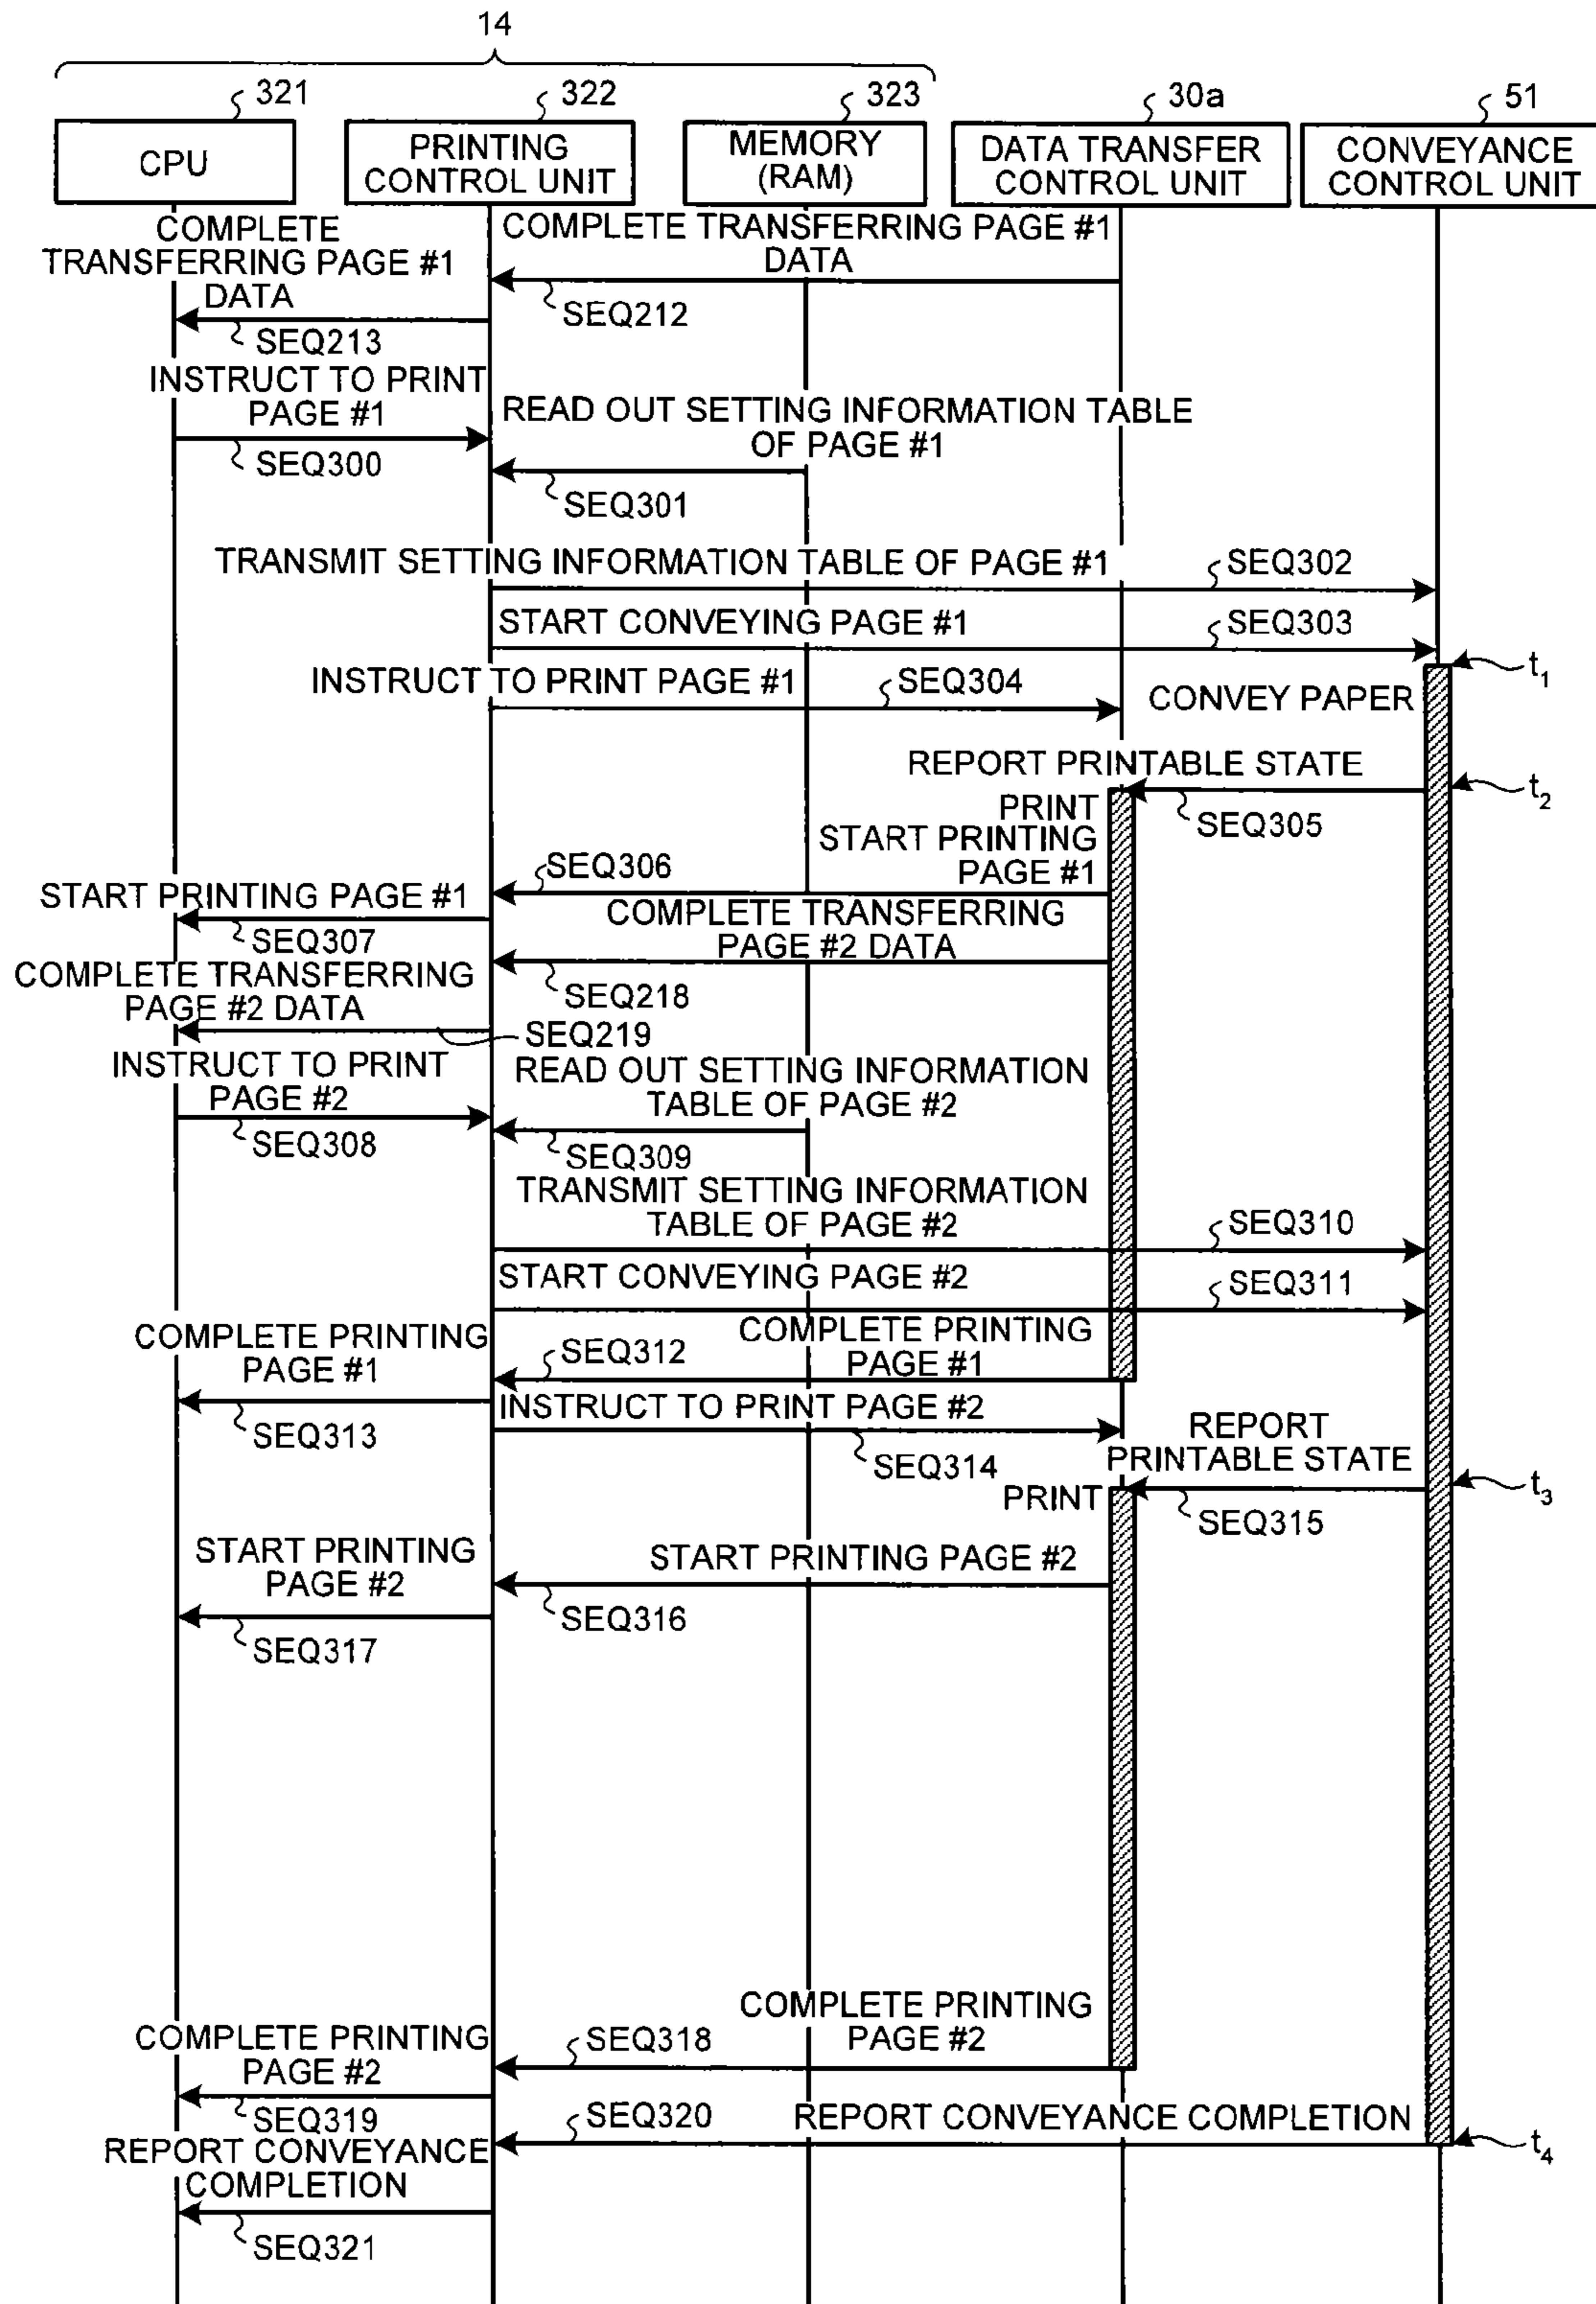 14
321
322
323
30a
51
CPU
PRINTING
CONTROL UNIT
MEMORY
(RAM)
DATA TRANSFER
CONTROL UNIT
CONVEYANCE
CONTROL UNIT
COMPLETE
TRANSFERRING PAGE #1
DATA
COMPLETE TRANSFERRING PAGE #1
DATA
SEQ212
SEQ213
INSTRUCT TO PRINT
PAGE #1
SEQ300
READ OUT SETTING INFORMATION TABLE
OF PAGE #1
SEQ301
TRANSMIT SETTING INFORMATION TABLE OF PAGE #1
SEQ302
START CONVEYING PAGE #1
SEQ303
t1
INSTRUCT TO PRINT PAGE #1
SEQ304
CONVEY PAPER
REPORT PRINTABLE STATE
t2
SEQ305
PRINT
START PRINTING
PAGE #1
SEQ306
START PRINTING PAGE #1
SEQ307
COMPLETE TRANSFERRING
PAGE #2 DATA
SEQ218
COMPLETE TRANSFERRING
PAGE #2 DATA
SEQ219
INSTRUCT TO PRINT
PAGE #2
SEQ308
READ OUT SETTING INFORMATION
TABLE OF PAGE #2
SEQ309
TRANSMIT SETTING INFORMATION
TABLE OF PAGE #2
SEQ310
START CONVEYING PAGE #2
SEQ311
COMPLETE PRINTING
PAGE #1
SEQ312
COMPLETE PRINTING
PAGE #1
SEQ313
INSTRUCT TO PRINT PAGE #2
SEQ314
REPORT
PRINTABLE STATE
t3
SEQ315
PRINT
START PRINTING PAGE #2
SEQ316
START PRINTING
PAGE #2
SEQ317
COMPLETE PRINTING
PAGE #2
SEQ318
COMPLETE PRINTING
PAGE #2
SEQ319
SEQ320
REPORT CONVEYANCE COMPLETION
t4
REPORT CONVEYANCE
COMPLETION
SEQ321